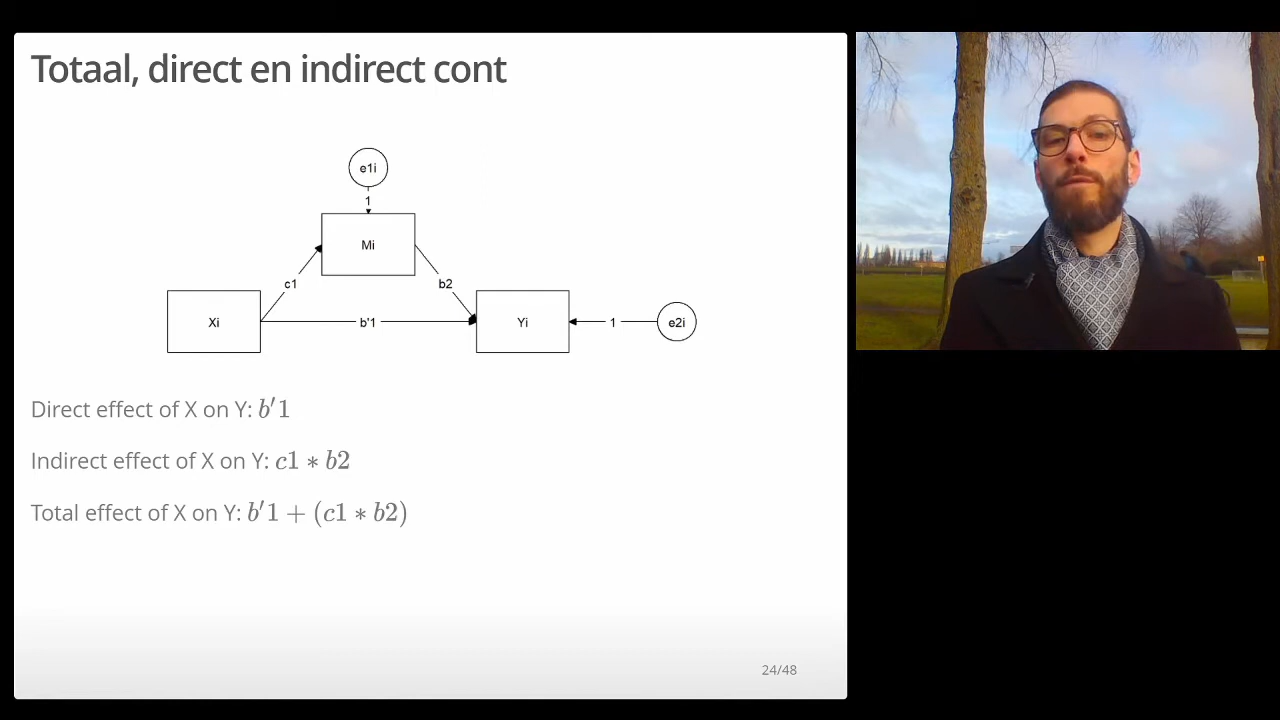 Totaal, direct en indirect cont
e1i
1
Mi
c1
b2
Xi
b'1
Yi
1
e2i
Direct effect of X on Y: b′1
Indirect effect of X on Y: c1 ∗ b2
Total effect of X on Y: b′1 + (c1 ∗ b2)
24/48